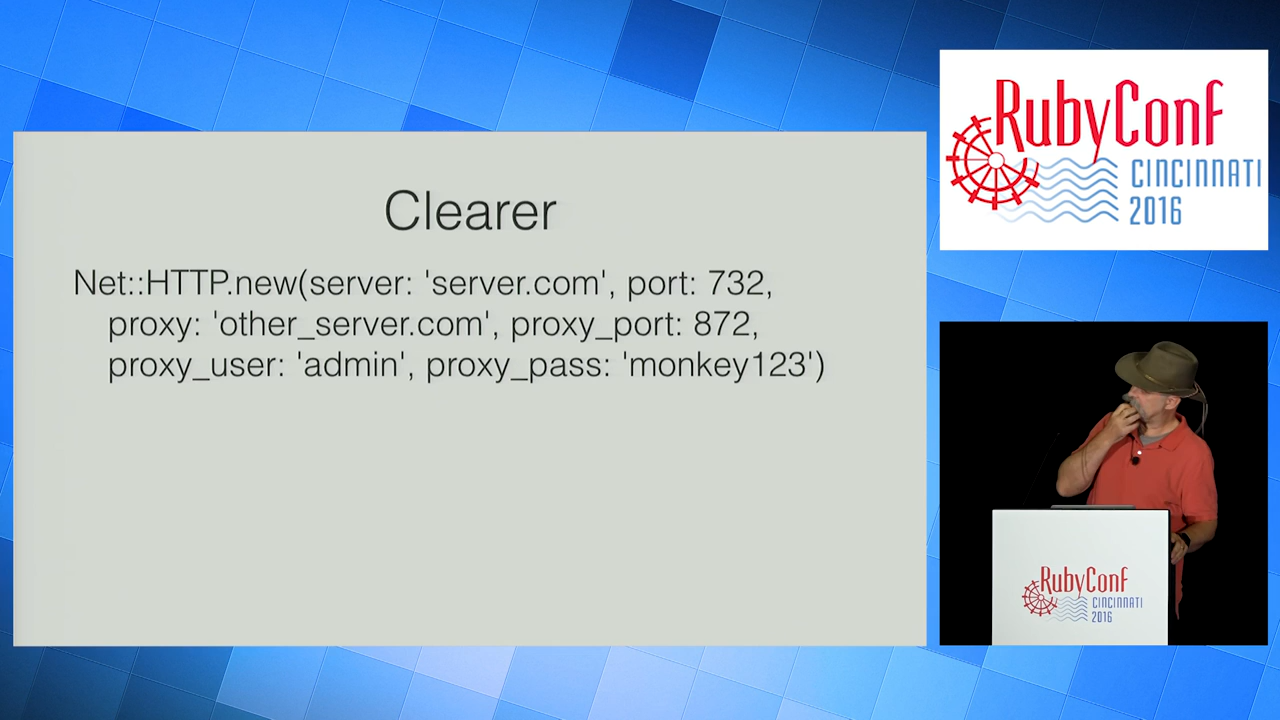 Clearer
Net::HTTP.new(server: 'server.com', port: 732,
proxy: 'other_server.com', proxy_port: 872,
proxy_user: 'admin', proxy_pass: 'monkey123')
RubyConf
CINCINNATI
2016
RubyConf
CINCINNATI
2016